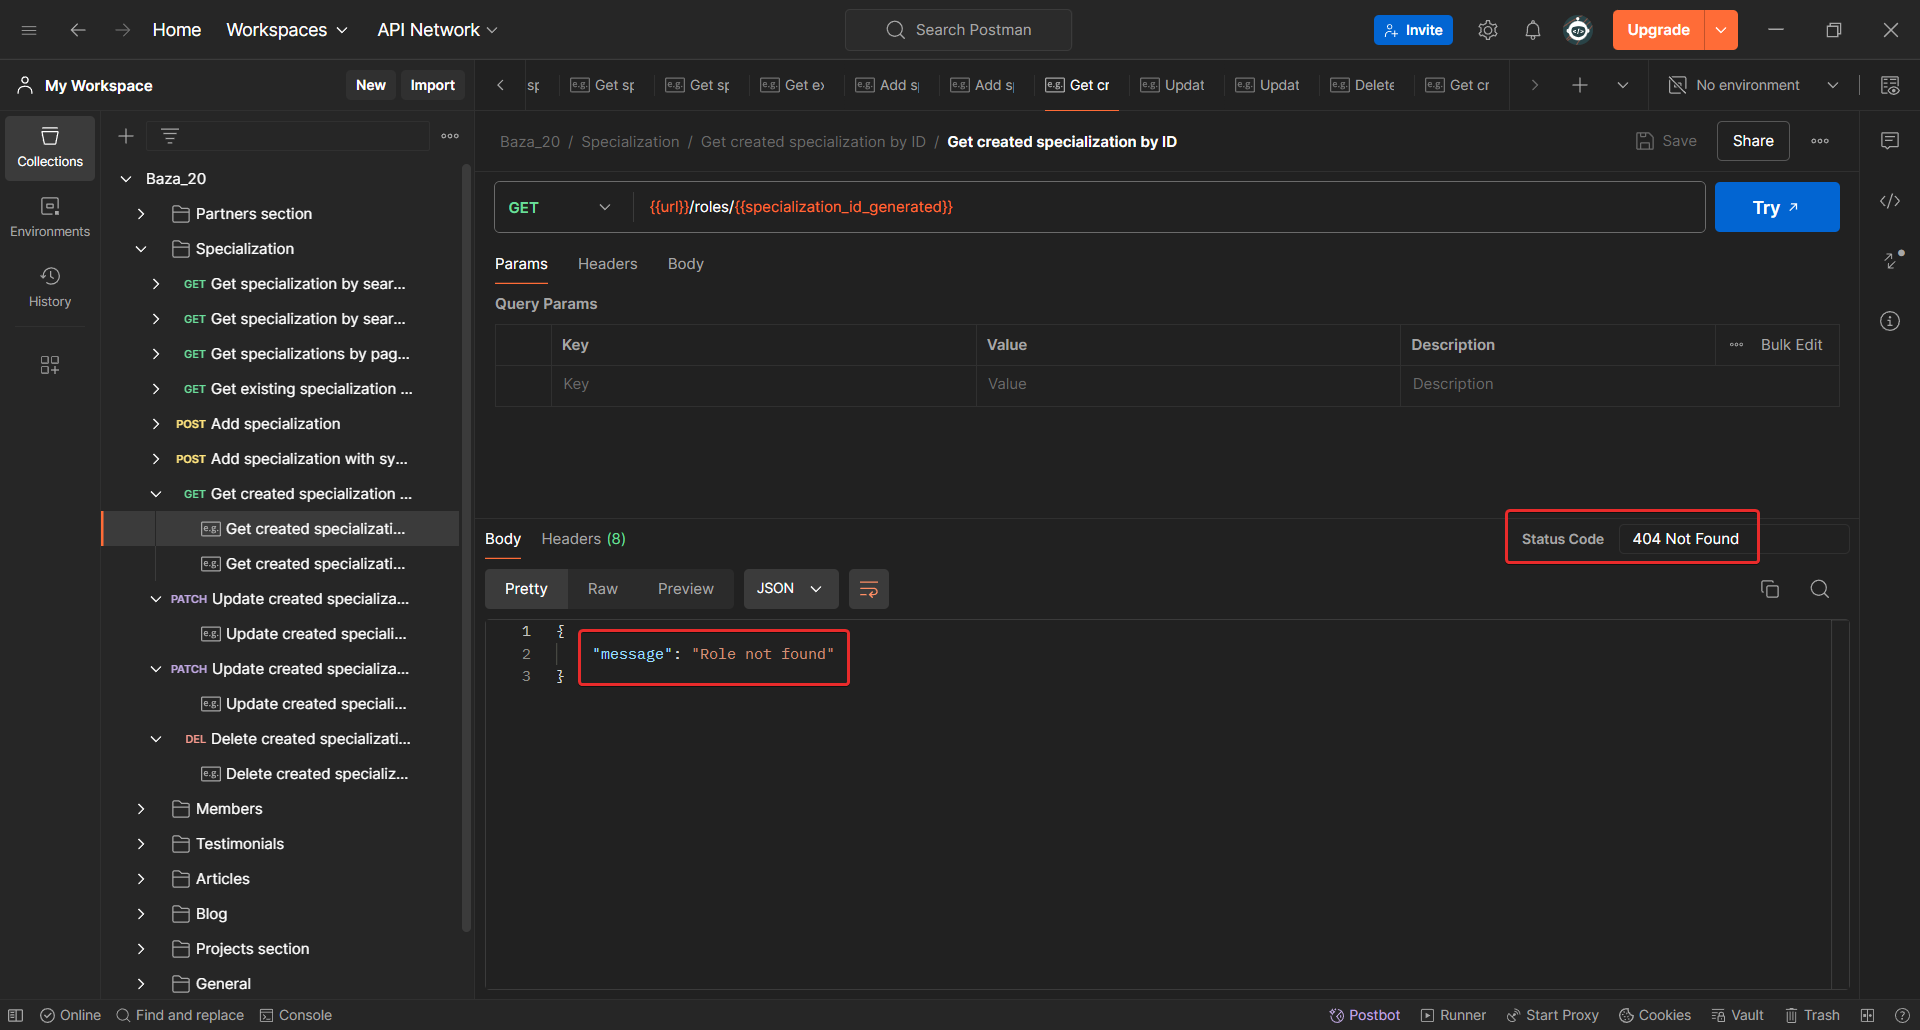 Home Workspaces API Network Search Postman Invite Upgrade
My Workspace New Import
sp Get sp Get sp Get ex Add s Add s Get cr Updat Updat Delete Get cr No environment
Baza_20 / Specialization / Get created specialization by ID / Get created specialization by ID Save Share
Collections
Environments
History
Baza_20
Partners section
Specialization
GET Get specialization by sear...
GET Get specialization by sear...
GET Get specializations by pag...
GET Get existing specialization ...
POST Add specialization
POST Add specialization with sy...
GET Get created specialization ...
e.g. Get created specializati...
e.g. Get created specializati...
PATCH Update created specializa...
e.g. Update created speciali...
PATCH Update created specializa...
e.g. Update created speciali...
DEL Delete created specializati...
e.g. Delete created specializ...
Members
Testimonials
Articles
Blog
Projects section
General
GET {{url}}/roles/{{specialization_id_generated}} Try
Params Headers Body
Query Params
Key Value Description Bulk Edit
Key Value Description
Body Headers (8) Status Code 404 Not Found
Pretty Raw Preview JSON
1 {
2 "message": "Role not found"
3 }
Online Find and replace Console Postbot Runner Start Proxy Cookies Vault Trash